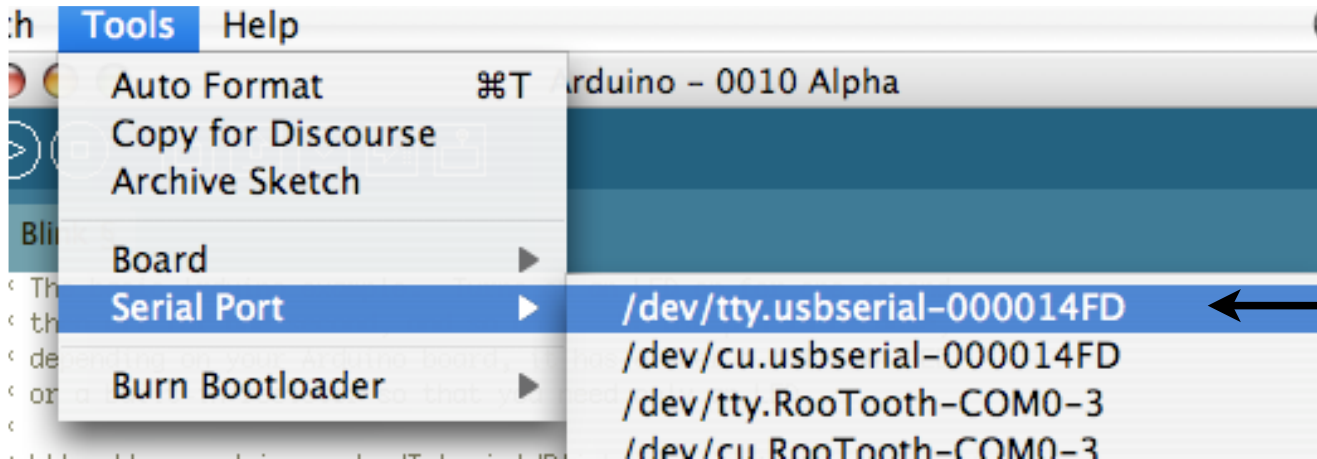 Tools Help
Arduino – 0010 Alpha
Auto Format ⌘T
Copy for Discourse
Archive Sketch
Board
Serial Port
Burn Bootloader
/dev/tty.usbserial-000014FD
/dev/cu.usbserial-000014FD
/dev/tty.RooTooth-COM0-3
/dev/cu.RooTooth-COM0-3